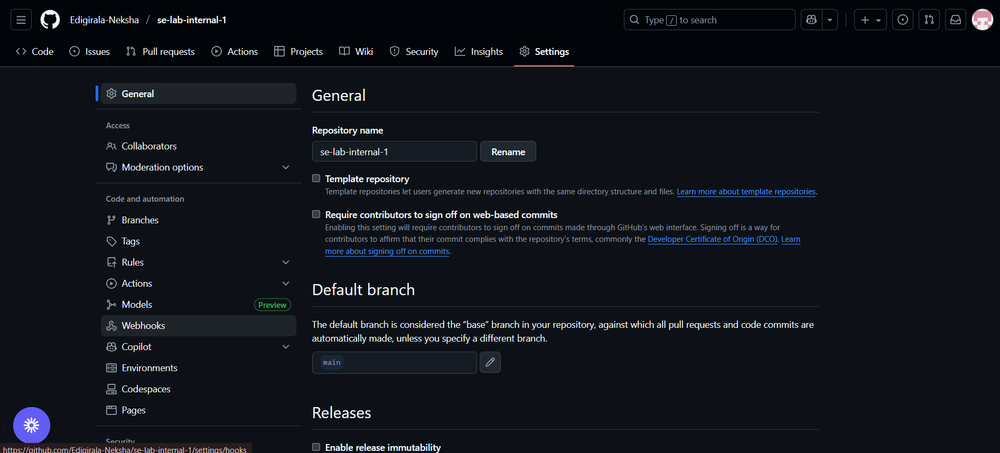 Edigirala-Neksha / se-lab-internal-1
Type / to search
Code
Issues
Pull requests
Actions
Projects
Wiki
Security
Insights
Settings
General
Access
Collaborators
Moderation options
Code and automation
Branches
Tags
Rules
Actions
Models Preview
Webhooks
Copilot
Environments
Codespaces
Pages
Security
https://github.com/Edigirala-Neksha/se-lab-internal-1/settings/hooks
General
Repository name
se-lab-internal-1 Rename
Template repository
Template repositories let users generate new repositories with the same directory structure and files. Learn more about template repositories.
Require contributors to sign off on web-based commits
Enabling this setting will require contributors to sign off on commits made through GitHub’s web interface. Signing off is a way for
contributors to affirm that their commit complies with the repository's terms, commonly the Developer Certificate of Origin (DCO). Learn
more about signing off on commits.
Default branch
The default branch is considered the “base” branch in your repository, against which all pull requests and code commits are
automatically made, unless you specify a different branch.
main
Releases
Enable release immutability